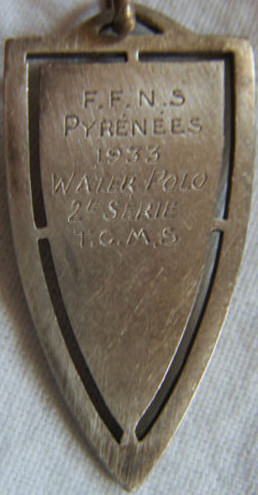 F.F.N.S
PYRÉNÉES
1933
WATER POLO
2E SÉRIE
T.O.M.S